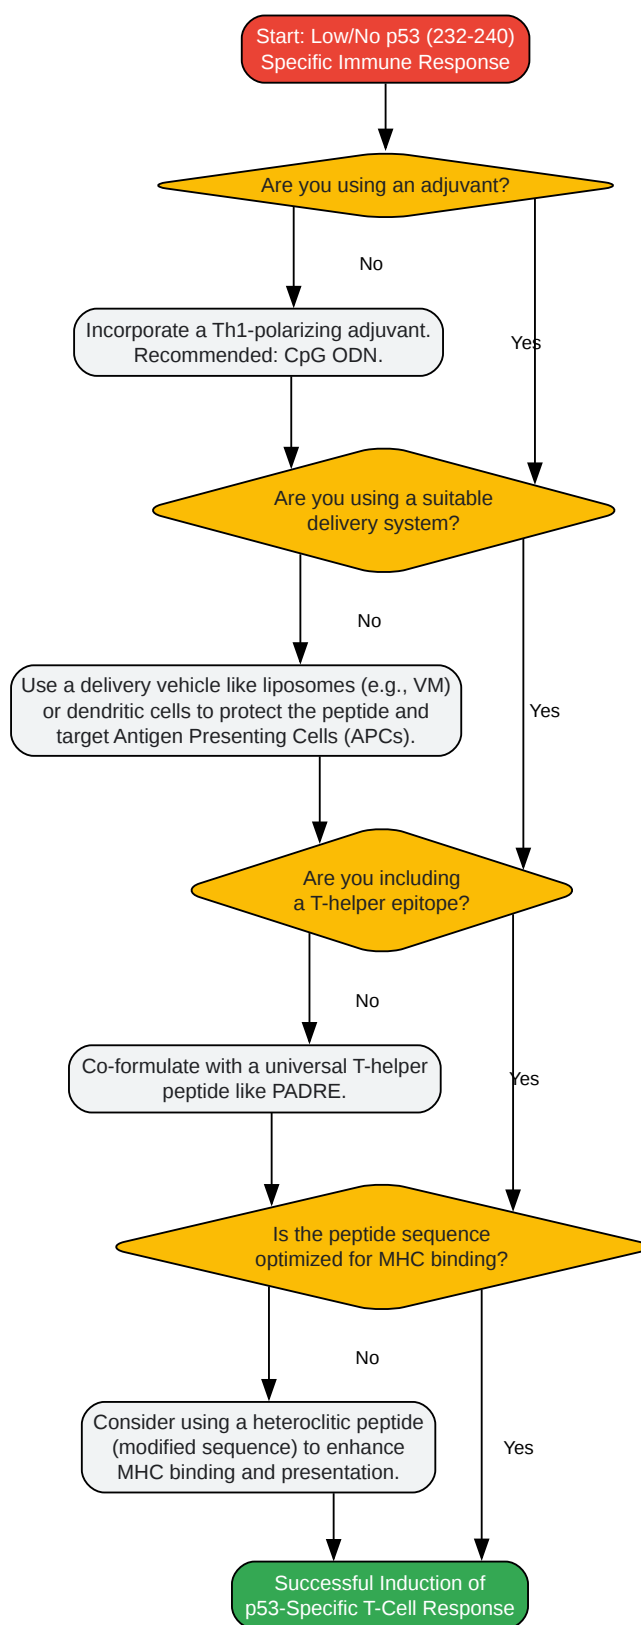 Start: Low/No p53 (232-240)
Specific Immune Response
Are you using an adjuvant?
No
Incorporate a Th1-polarizing adjuvant.
Recommended: CpG ODN.
Yes
Are you using a suitable
delivery system?
No
Use a delivery vehicle like liposomes (e.g., VM)
or dendritic cells to protect the peptide and
target Antigen Presenting Cells (APCs).
Yes
Are you including
a T-helper epitope?
No
Co-formulate with a universal T-helper
peptide like PADRE.
Yes
Is the peptide sequence
optimized for MHC binding?
No
Consider using a heteroclitic peptide
(modified sequence) to enhance
MHC binding and presentation.
Yes
Successful Induction of
p53-Specific T-Cell Response